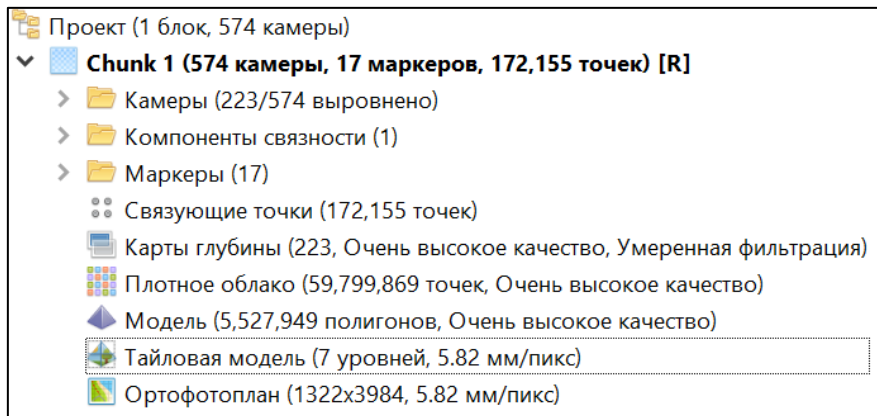 Проект (1 блок, 574 камеры)
Chunk 1 (574 камеры, 17 маркеров, 172,155 точек) [R]
Камеры (223/574 выровнено)
Компоненты связности (1)
Маркеры (17)
Связующие точки (172,155 точек)
Карты глубины (223, Очень высокое качество, Умеренная фильтрация)
Плотное облако (59,799,869 точек, Очень высокое качество)
Модель (5,527,949 полигонов, Очень высокое качество)
Тайловая модель (7 уровней, 5.82 мм/пикс)
Ортофотоплан (1322x3984, 5.82 мм/пикс)